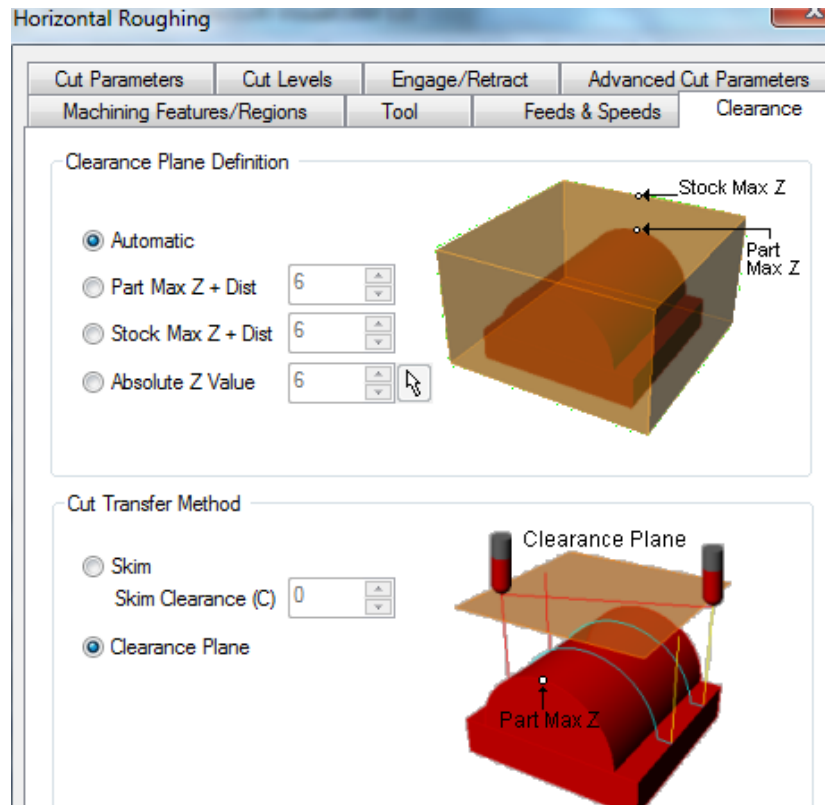 Horizontal Roughing
Cut Parameters
Cut Levels
Engage/Retract
Advanced Cut Parameters
Machining Features/Regions
Tool
Feeds & Speeds
Clearance
Clearance Plane Definition
Automatic
Part Max Z + Dist 6
Stock Max Z + Dist 6
Absolute Z Value 6
Stock Max Z
Part
Max Z
Cut Transfer Method
Skim
Skim Clearance (C) 0
Clearance Plane
Clearance Plane
Part Max Z